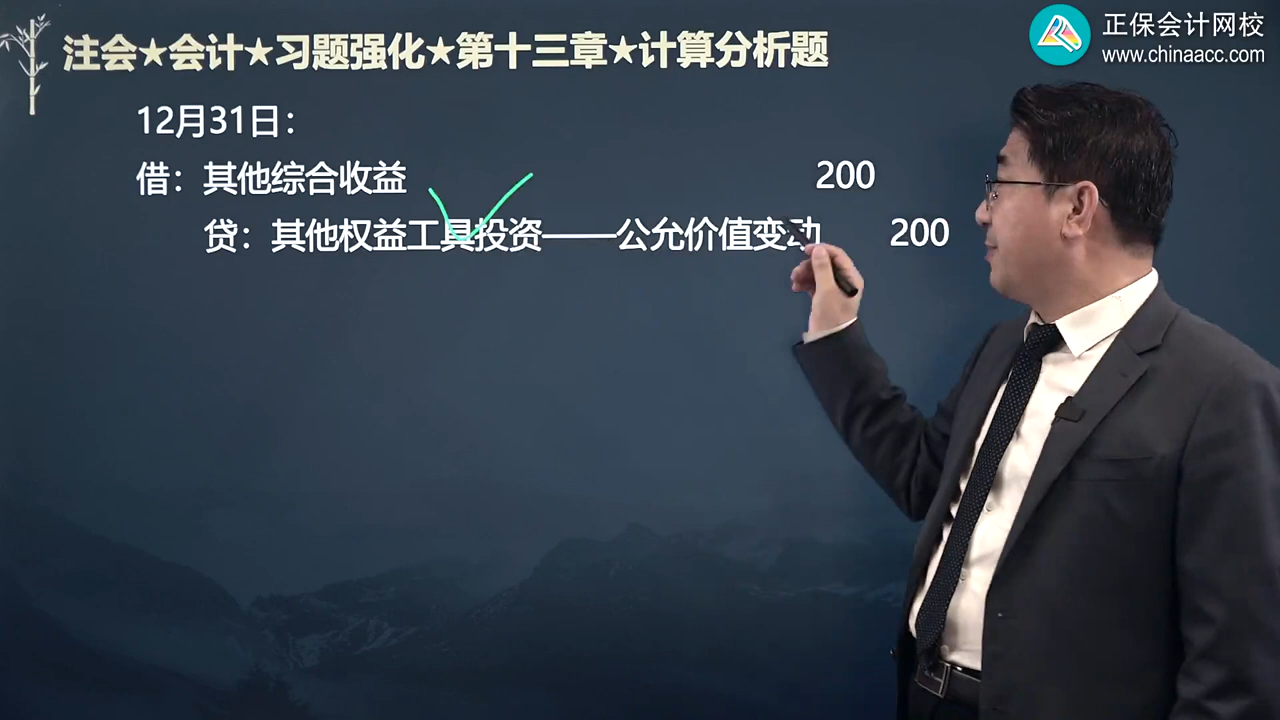 注会★会计★习题强化★第十三章★计算分析题
正保会计网校
www.chinaacc.com
12月31日：
借：其他综合收益 200
贷：其他权益工具投资——公允价值变动 200